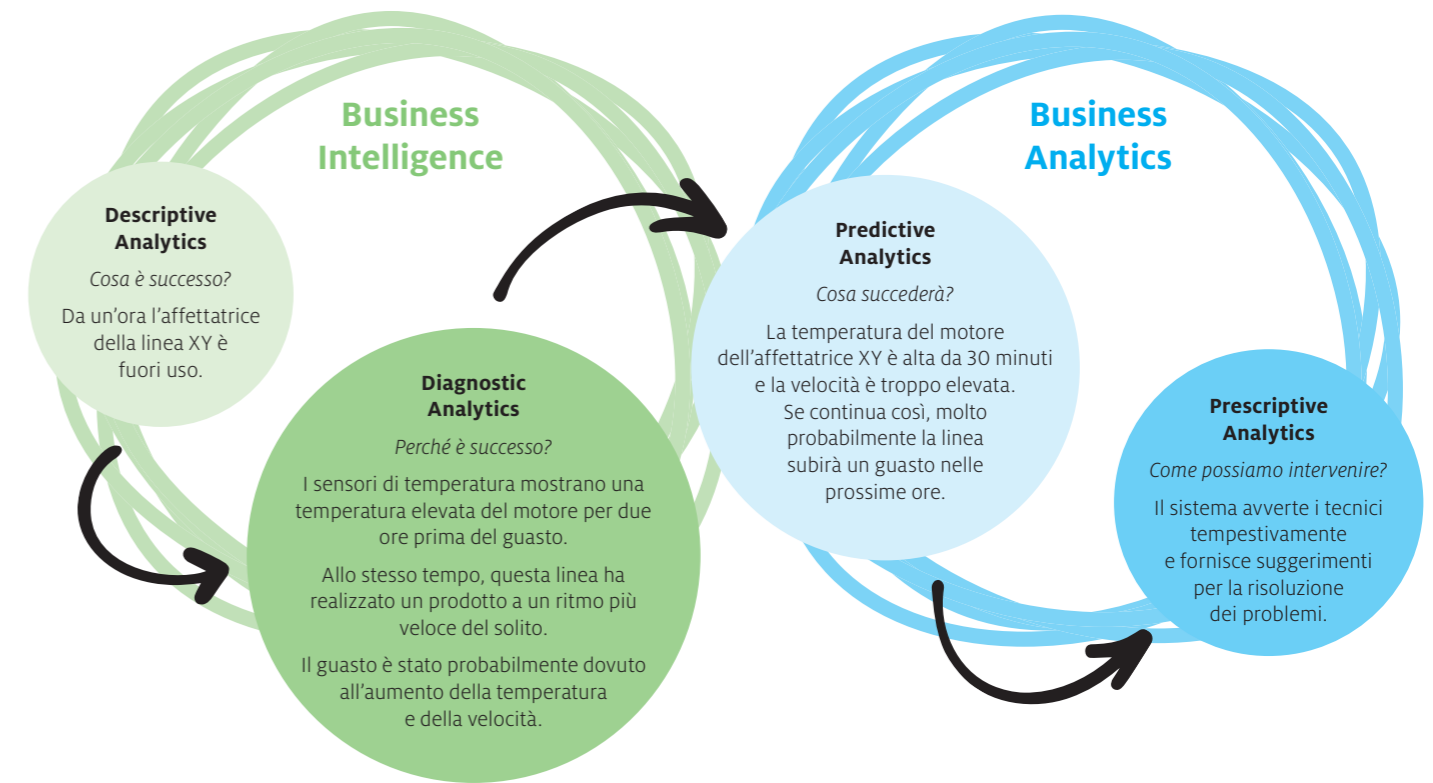 Business
Intelligence
Descriptive
Analytics
Cosa è successo?
Da un’ora l’affettatrice
della linea XY è
fuori uso.
Diagnostic
Analytics
Perché è successo?
I sensori di temperatura mostrano una
temperatura elevata del motore per due
ore prima del guasto.
Allo stesso tempo, questa linea ha
realizzato un prodotto a un ritmo più
veloce del solito.
Il guasto è stato probabilmente dovuto
all’aumento della temperatura
e della velocità.
Business
Analytics
Predictive
Analytics
Cosa succederà?
La temperatura del motore
dell’affettatrice XY è alta da 30 minuti
e la velocità è troppo elevata.
Se continua così, molto
probabilmente la linea
subirà un guasto nelle
prossime ore.
Prescriptive
Analytics
Come possiamo intervenire?
Il sistema avverte i tecnici
tempestivamente
e fornisce suggerimenti
per la risoluzione
dei problemi.